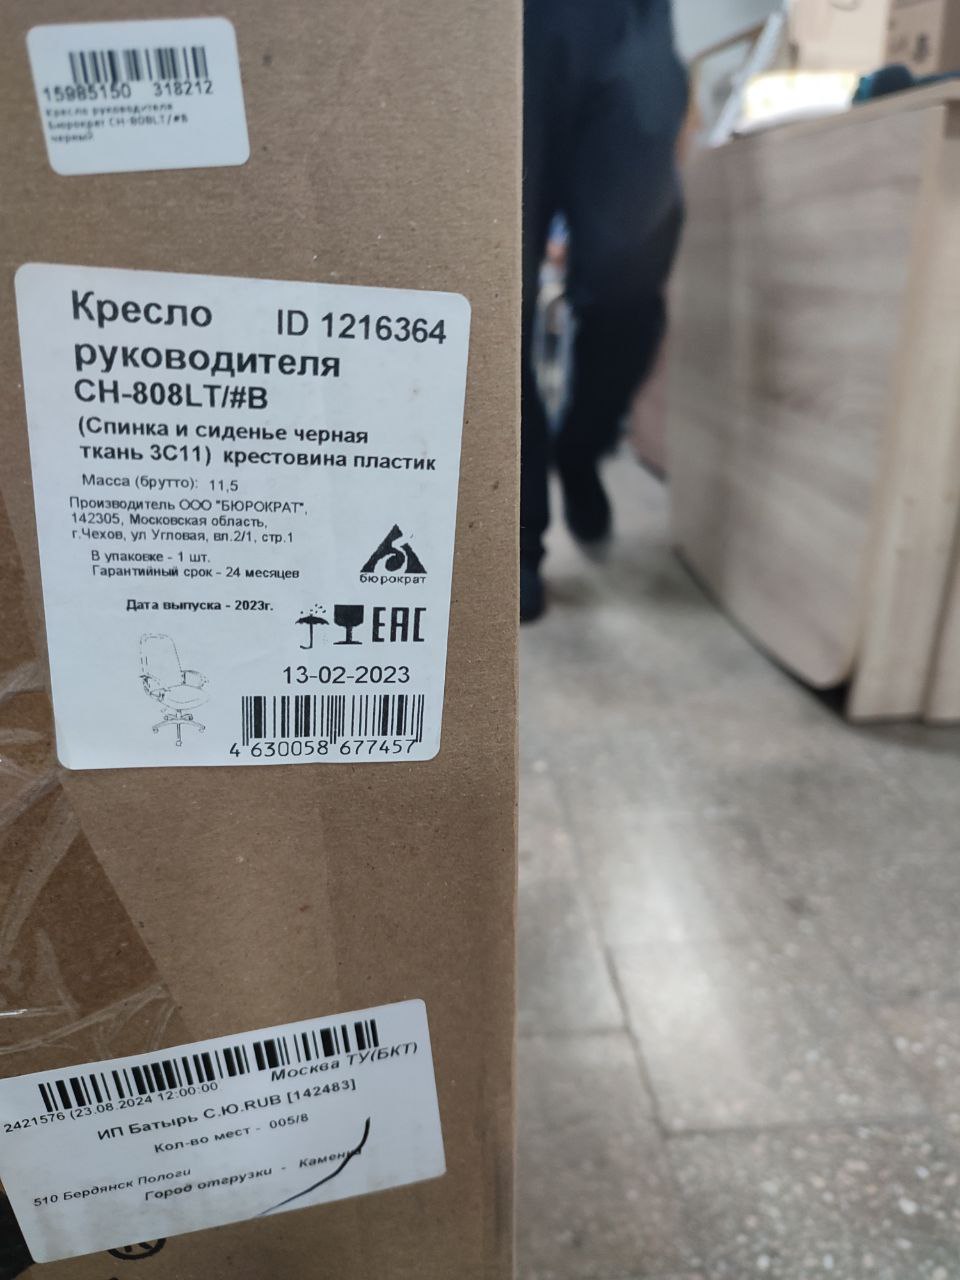 15985150 318212
Кресло руководителя
Бюрократ CH-808LT/#B
черный
Кресло ID 1216364
руководителя
CH-808LT/#B
(Спинка и сиденье черная
ткань 3C11) крестовина пластик
Масса (брутто): 11,5
Производитель ООО "БЮРОКРАТ",
142305, Московская область,
г.Чехов, ул Угловая, вл.2/1, стр.1
В упаковке - 1 шт.
Гарантийный срок - 24 месяцев
бюрократ
Дата выпуска - 2023г.
EAC
13-02-2023
4 630058 677457
2421576 (23.08.2024 12:00:00 Москва ТУ(БКТ)
ИП Батырь С.Ю.RUB [142483]
Кол-во мест - 005/8
510 Бердянск Пологи
Город отгрузки - Каменка